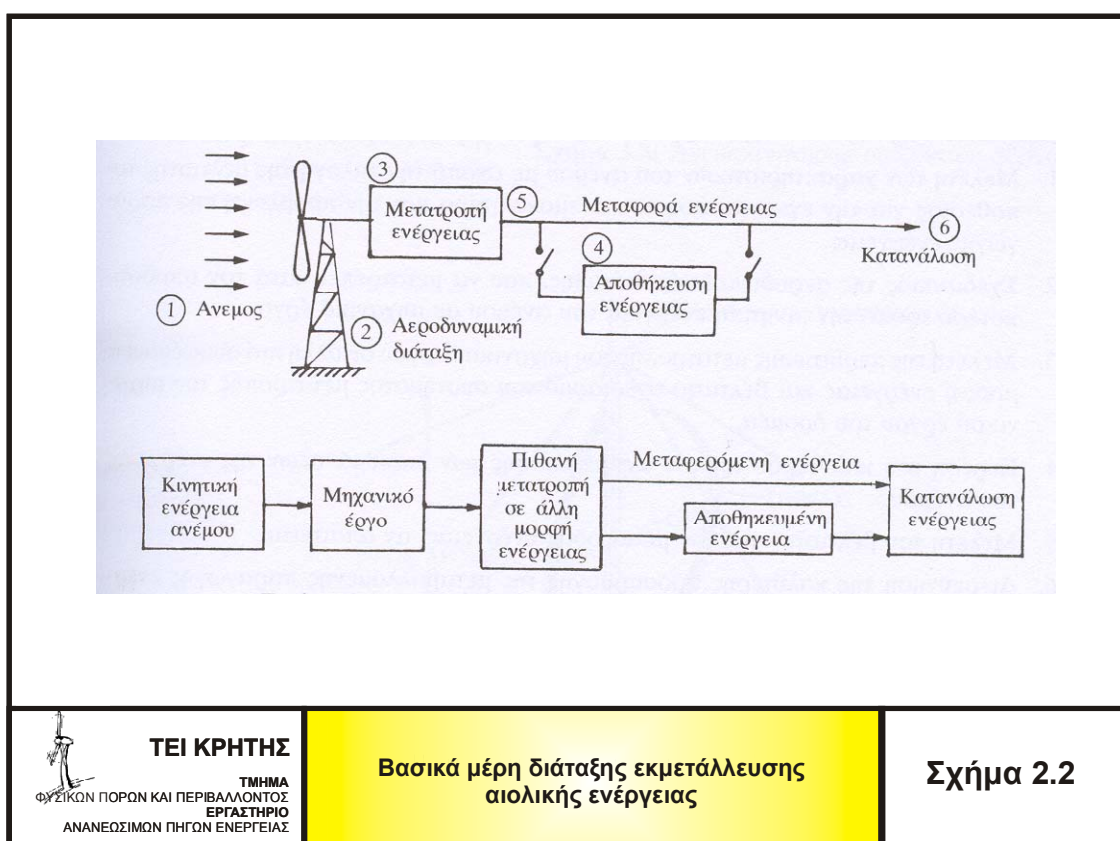 3
Μετατροπή
ενέργειας
5
Μεταφορά ενέργειας
6
Κατανάλωση
4
Αποθήκευση
ενέργειας
1 Ανεμος
2 Αεροδυναμική
διάταξη
Κινητική
ενέργεια
ανέμου
Μηχανικό
έργο
Πιθανή
μετατροπή
σε άλλη
μορφή
ενέργειας
Μεταφερόμενη ενέργεια
Αποθηκευμένη
ενέργεια
Κατανάλωση
ενέργειας
ΤΕΙ ΚΡΗΤΗΣ
ΤΜΗΜΑ
ΦΥΣΙΚΩΝ ΠΟΡΩΝ ΚΑΙ ΠΕΡΙΒΑΛΛΟΝΤΟΣ
ΕΡΓΑΣΤΗΡΙΟ
ΑΝΑΝΕΩΣΙΜΩΝ ΠΗΓΩΝ ΕΝΕΡΓΕΙΑΣ
Βασικά μέρη διάταξης εκμετάλλευσης
αιολικής ενέργειας
Σχήμα 2.2